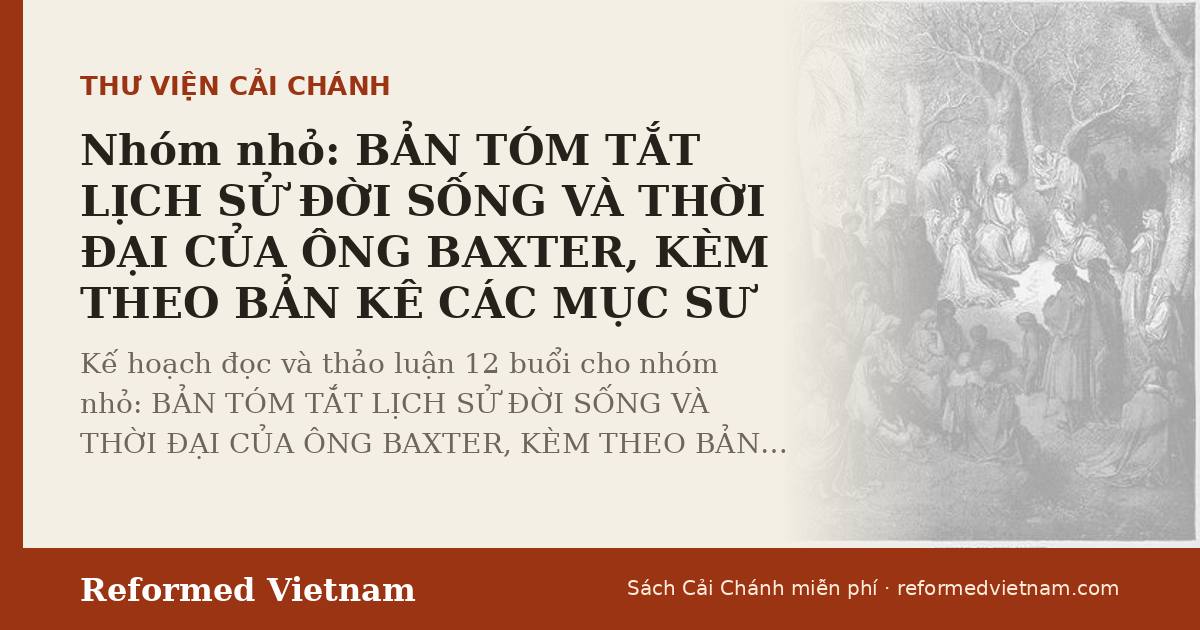 THƯ VIỆN CẢI CHÁNH
Nhóm nhỏ: BẢN TÓM TẮT
LỊCH SỬ ĐỜI SỐNG VÀ THỜI
ĐẠI CỦA ÔNG BAXTER, KÈM
THEO BẢN KÊ CÁC MỤC SƯ
Kế hoạch đọc và thảo luận 12 buổi cho nhóm
nhỏ: BẢN TÓM TẮT LỊCH SỬ ĐỜI SỐNG VÀ
THỜI ĐẠI CỦA ÔNG BAXTER, KÈM THEO BẢN...
Reformed Vietnam
Sách Cải Chánh miễn phí · reformedvietnam.com